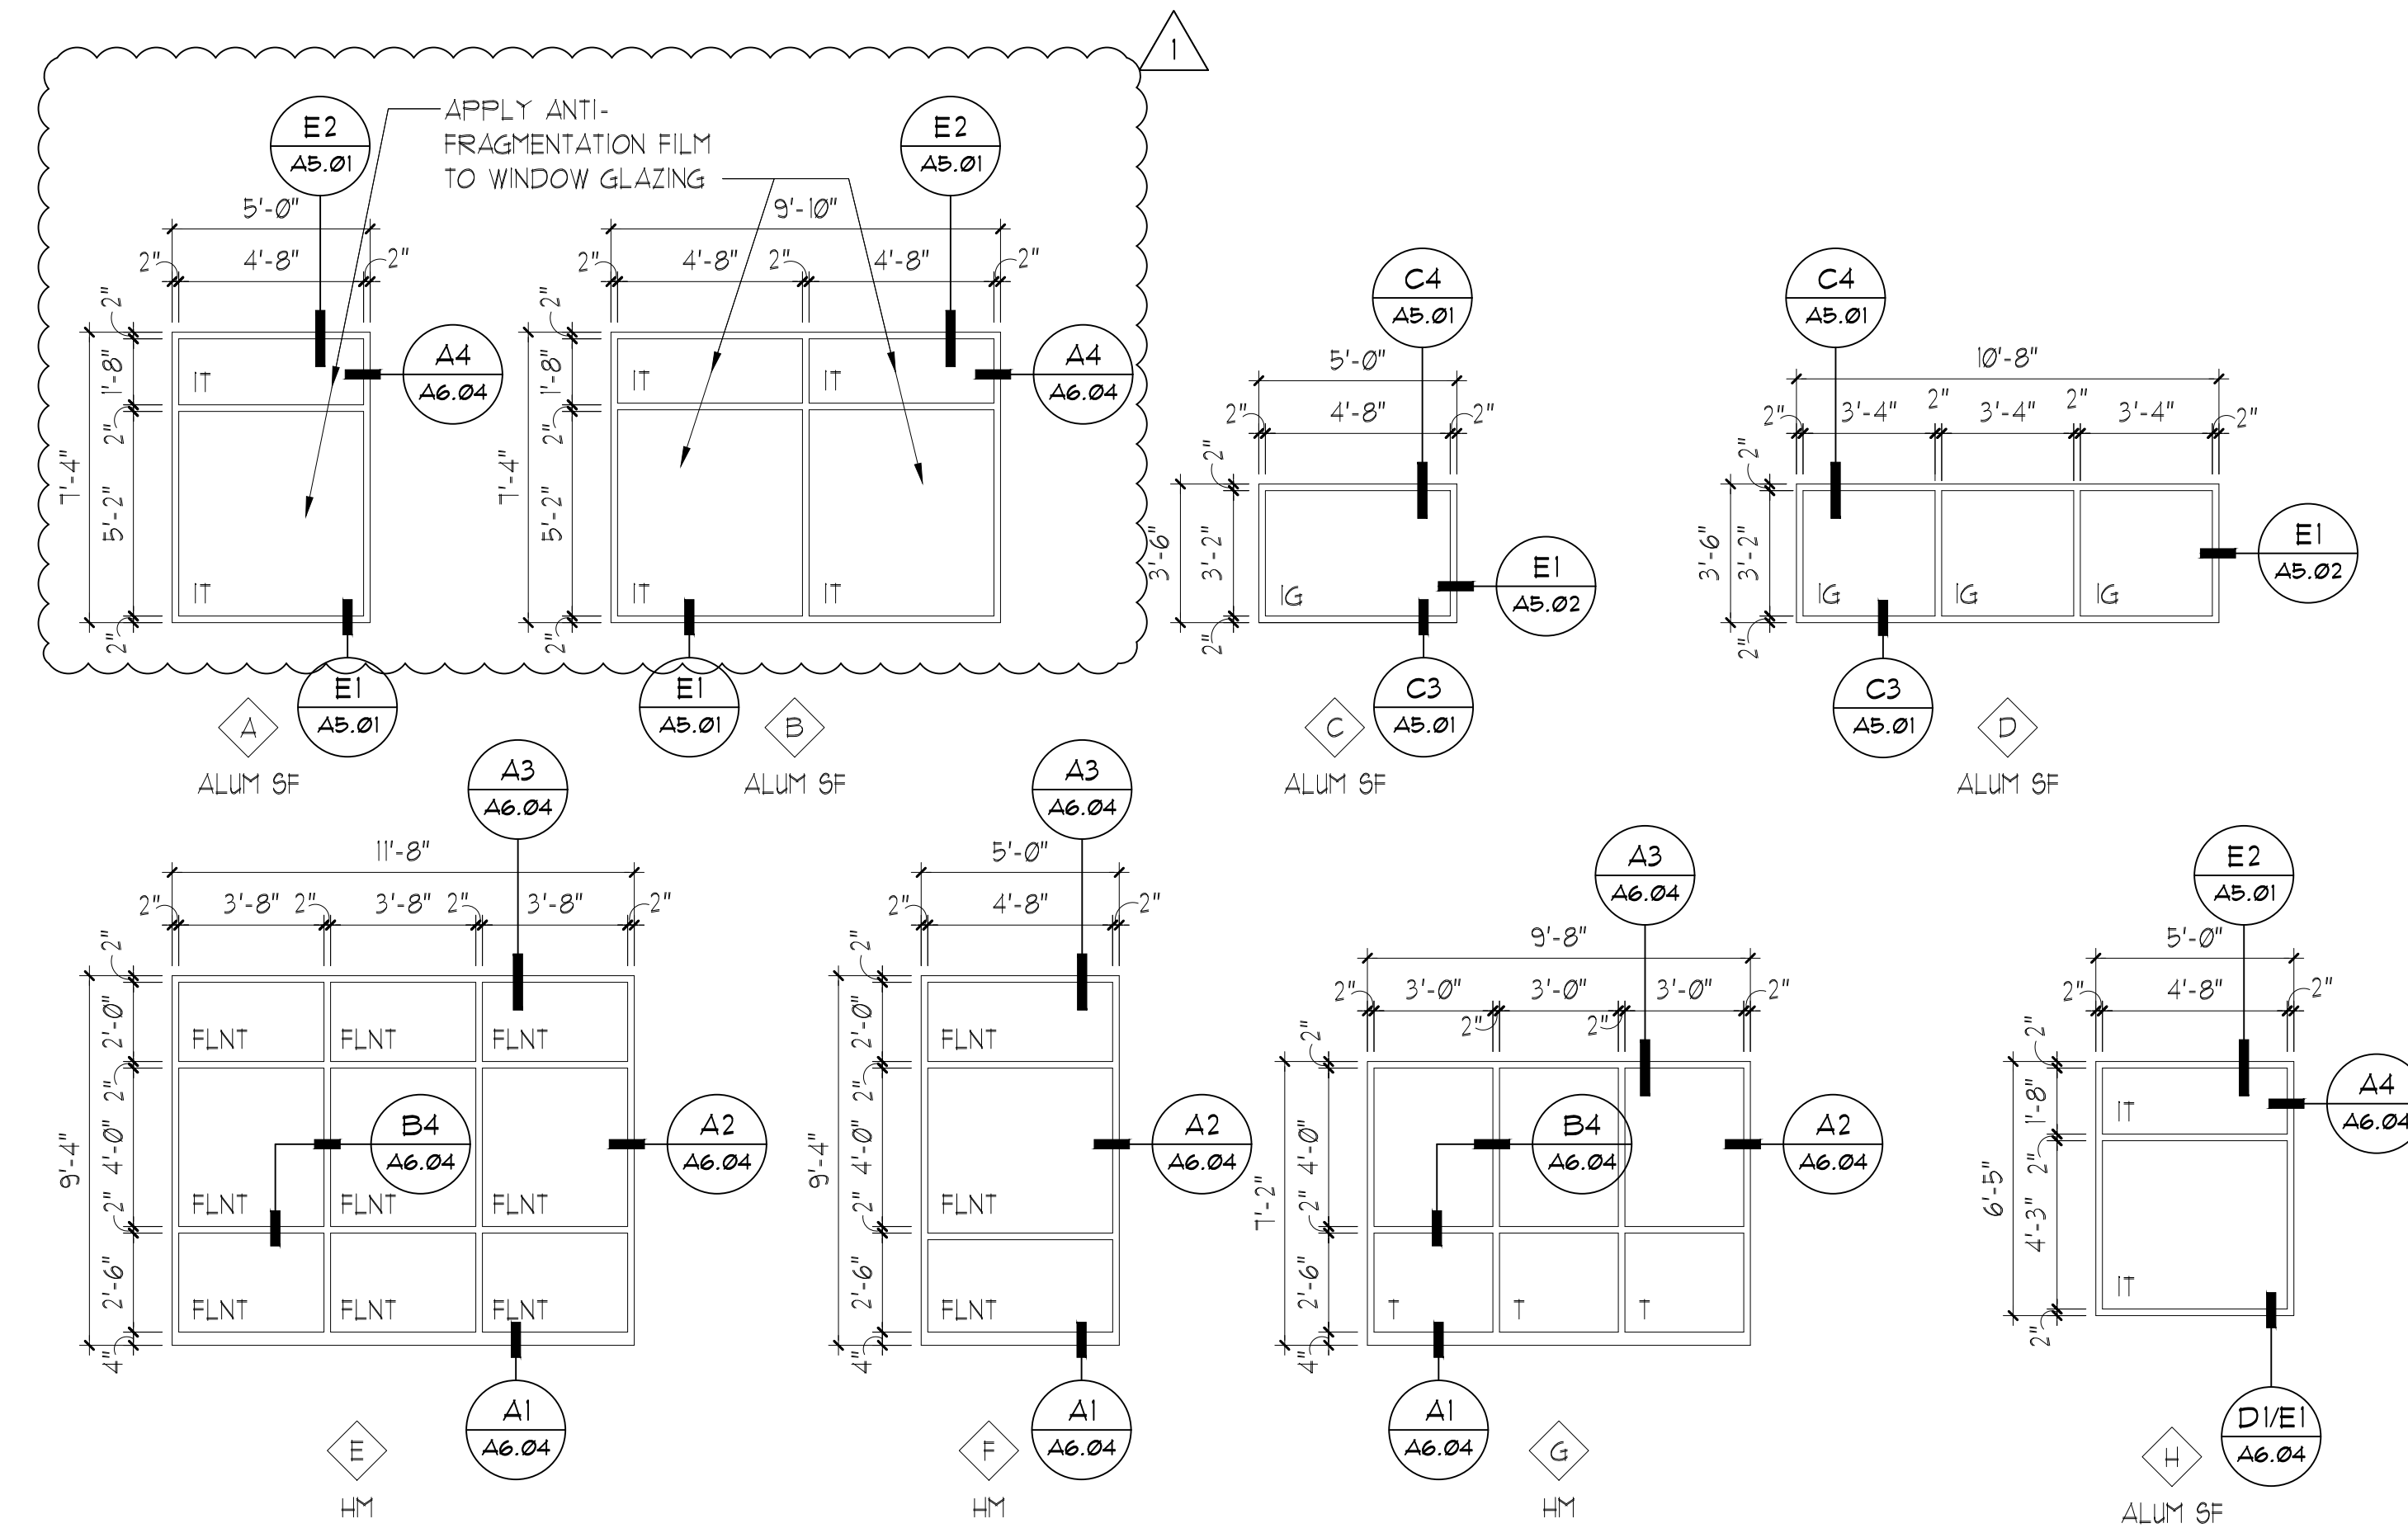 1
APPLY ANTI-
FRAGMENTATION FILM
TO WINDOW GLAZING
E2
A5.01
5'-0"
2" 4'-8" 2"
2"
1'-8"
2"
5'-2"
2"
7'-4"
IT
IT
A4
A6.04
E1
A5.01
A
ALUM SF
E2
A5.01
9'-10"
2" 4'-8" 2" 4'-8" 2"
2"
1'-8"
2"
5'-2"
2"
7'-4"
IT IT
IT IT
A4
A6.04
E1
A5.01
B
ALUM SF
C4
A5.01
5'-0"
2" 4'-8" 2"
2"
3'-2"
2"
3'-6"
IG
E1
A5.02
C3
A5.01
C
ALUM SF
C4
A5.01
10'-8"
2" 3'-4" 2" 3'-4" 2" 3'-4" 2"
2"
3'-2"
2"
3'-6"
IG IG IG
E1
A5.02
C3
A5.01
D
ALUM SF
A3
A6.04
11'-8"
2" 3'-8" 2" 3'-8" 2" 3'-8" 2"
2"
2'-0"
2"
4'-0"
2"
2'-6"
4"
9'-4"
FLNT FLNT FLNT
B4
A6.04
A2
A6.04
FLNT FLNT FLNT
FLNT FLNT FLNT
A1
A6.04
E
HM
A3
A6.04
5'-0"
2" 4'-8" 2"
2"
2'-0"
2"
4'-0"
2"
2'-6"
4"
9'-4"
FLNT
A2
A6.04
FLNT
FLNT
A1
A6.04
F
HM
A3
A6.04
9'-8"
2" 3'-0" 3'-0" 3'-0" 2"
2" 2"
2"
4'-0"
2"
2'-6"
4"
7'-2"
B4
A6.04
A2
A6.04
T T T
A1
A6.04
G
HM
E2
A5.01
5'-0"
2" 4'-8" 2"
2"
1'-8"
2"
4'-3"
2"
6'-5"
IT
A4
A6.04
IT
D1/E1
A6.04
H
ALUM SF